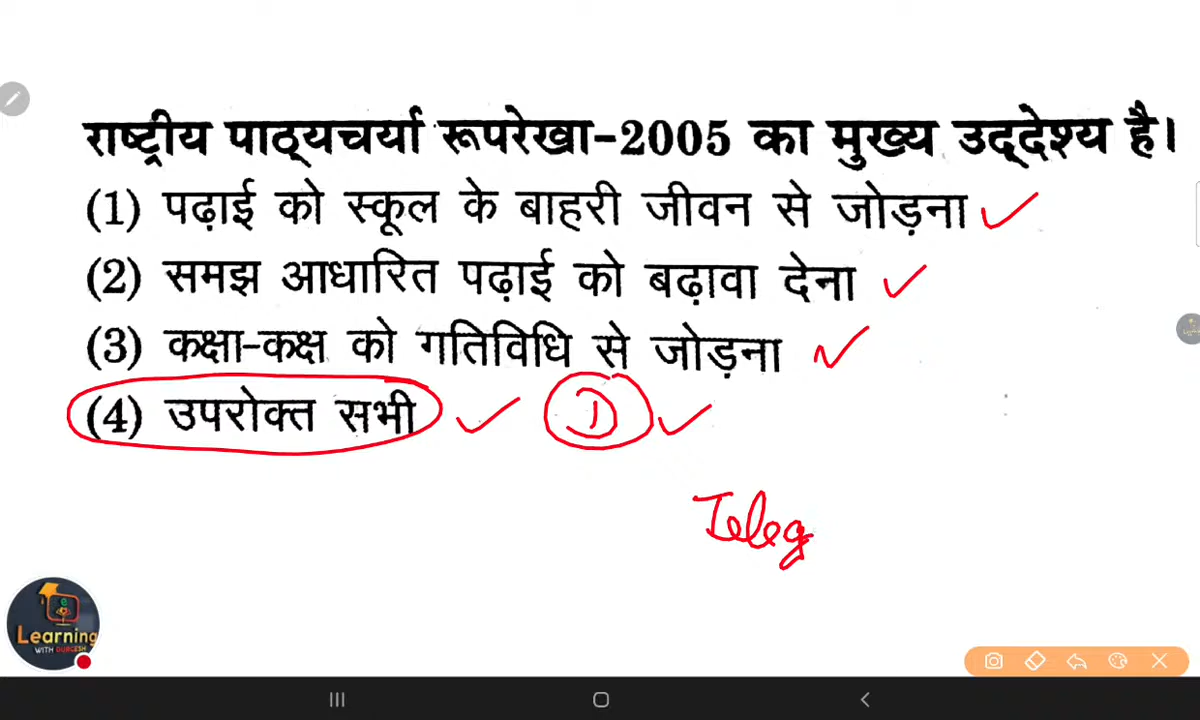 राष्ट्रीय पाठ्यचर्या रूपरेखा-2005 का मुख्य उद्देश्य है।
(1) पढ़ाई को स्कूल के बाहरी जीवन से जोड़ना
(2) समझ आधारित पढ़ाई को बढ़ावा देना
(3) कक्षा-कक्ष को गतिविधि से जोड़ना
(4) उपरोक्त सभी D
Teleg
Learning
WITH DURGESH